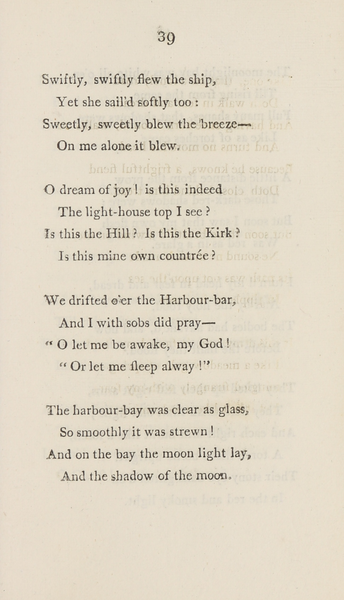 39
Swiftly, swiftly flew the ship,
Yet she sail'd softly too :
Sweetly, sweetly blew the breeze—
On me alone it blew.
O dream of joy! is this indeed
The light-house top I see?
Is this the Hill? Is this the Kirk?
Is this mine own countrée?
We drifted o'er the Harbour-bar,
And I with sobs did pray—
" O let me be awake, my God!
" Or let me sleep alway!"
The harbour-bay was clear as glass,
So smoothly it was strewn!
And on the bay the moon light lay,
And the shadow of the moon.